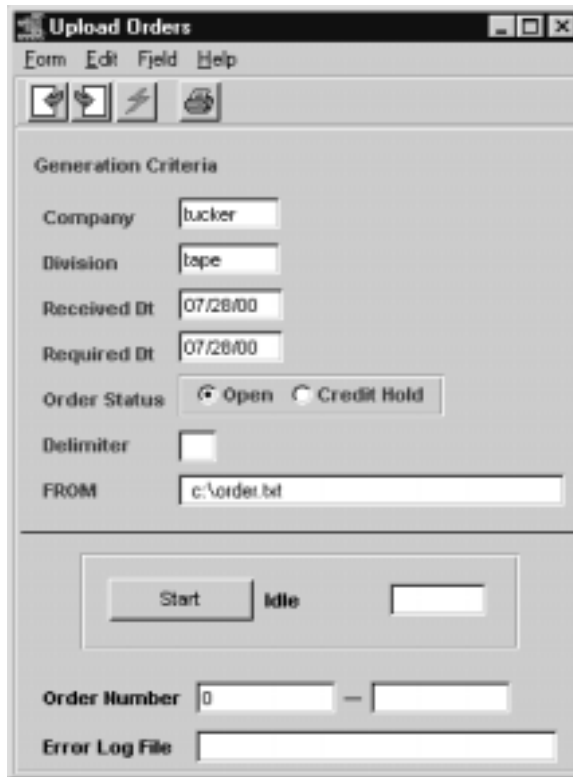 Upload Orders
Form Edit Field Help
Generation Criteria
Company tucker
Division tape
Received Dt 07/28/00
Required Dt 07/28/00
Order Status Open Credit Hold
Delimiter
FROM c:\order.txt
Start Idle
Order Number 0 —
Error Log File